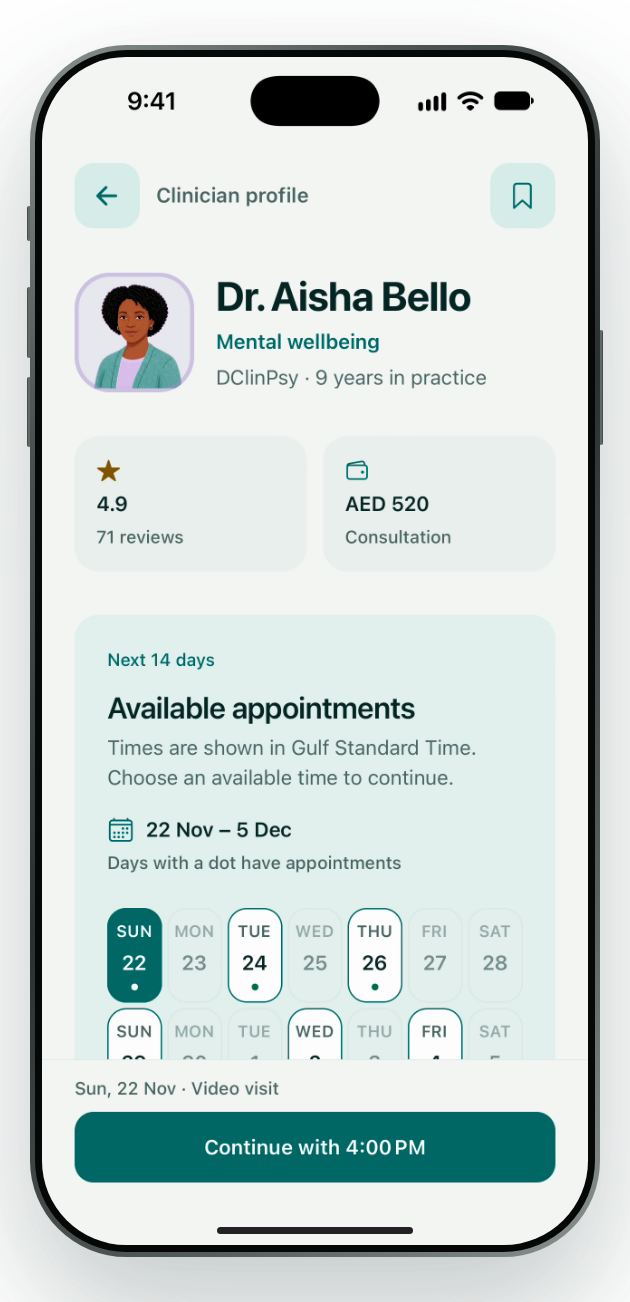 9:41
Clinician profile
Dr. Aisha Bello
Mental wellbeing
DClinPsy · 9 years in practice
4.9
71 reviews
AED 520
Consultation
Next 14 days
Available appointments
Times are shown in Gulf Standard Time.
Choose an available time to continue.
22 Nov – 5 Dec
Days with a dot have appointments
SUN MON TUE WED THU FRI SAT
22 23 24 25 26 27 28
SUN MON TUE WED THU FRI SAT
Sun, 22 Nov · Video visit
Continue with 4:00 PM